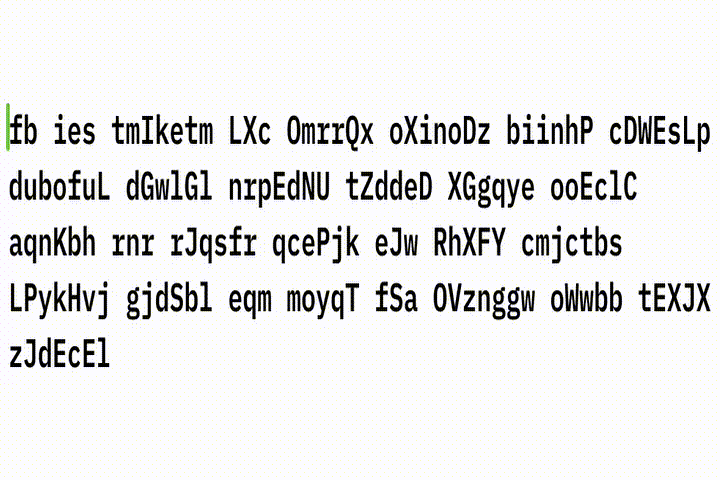 fb ies tmIketm LXc OmrrQx oXinoDz biinhP cDWEsLp
dubofuL dGwlGl nrpEdNU tZddeD XGgqye ooEclC
aqnKbh rnr rJqsfr qcePjk eJw RhXFY cmjctbs
LPykHvj gjdSbl eqm moyqT fSa OVznggw oWwbb tEXJX
zJdEcEl